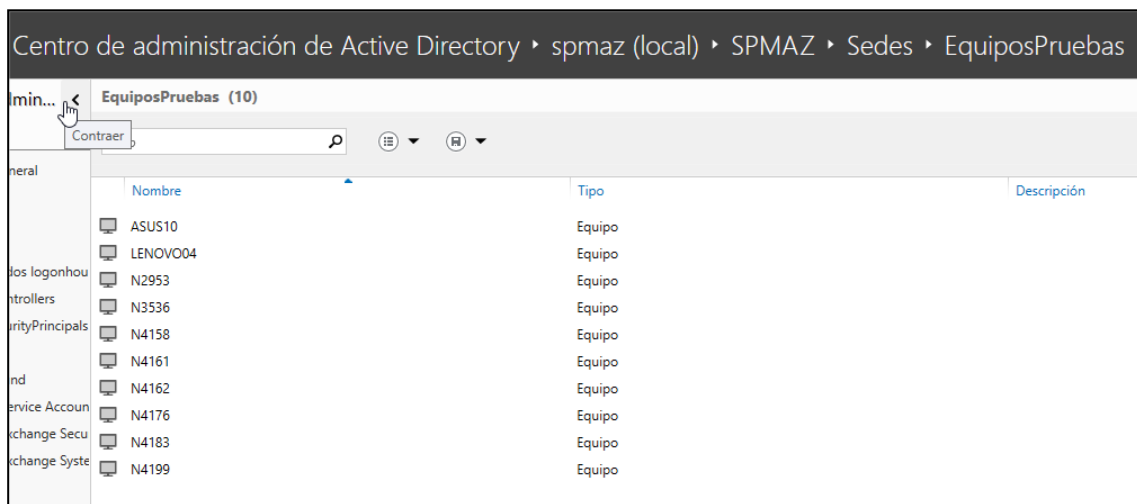 Centro de administración de Active Directory ‣ spmaz (local) ‣ SPMAZ ‣ Sedes ‣ EquiposPruebas
dmin...
EquiposPruebas (10)
Contraer
neral
Nombre Tipo Descripción
ASUS10 Equipo
LENOVO04 Equipo
dos logonhou
N2953 Equipo
ntrollers
N3536 Equipo
urityPrincipals
N4158 Equipo
N4161 Equipo
nd
N4162 Equipo
ervice Accoun
N4176 Equipo
xchange Secu
N4183 Equipo
xchange Syste
N4199 Equipo